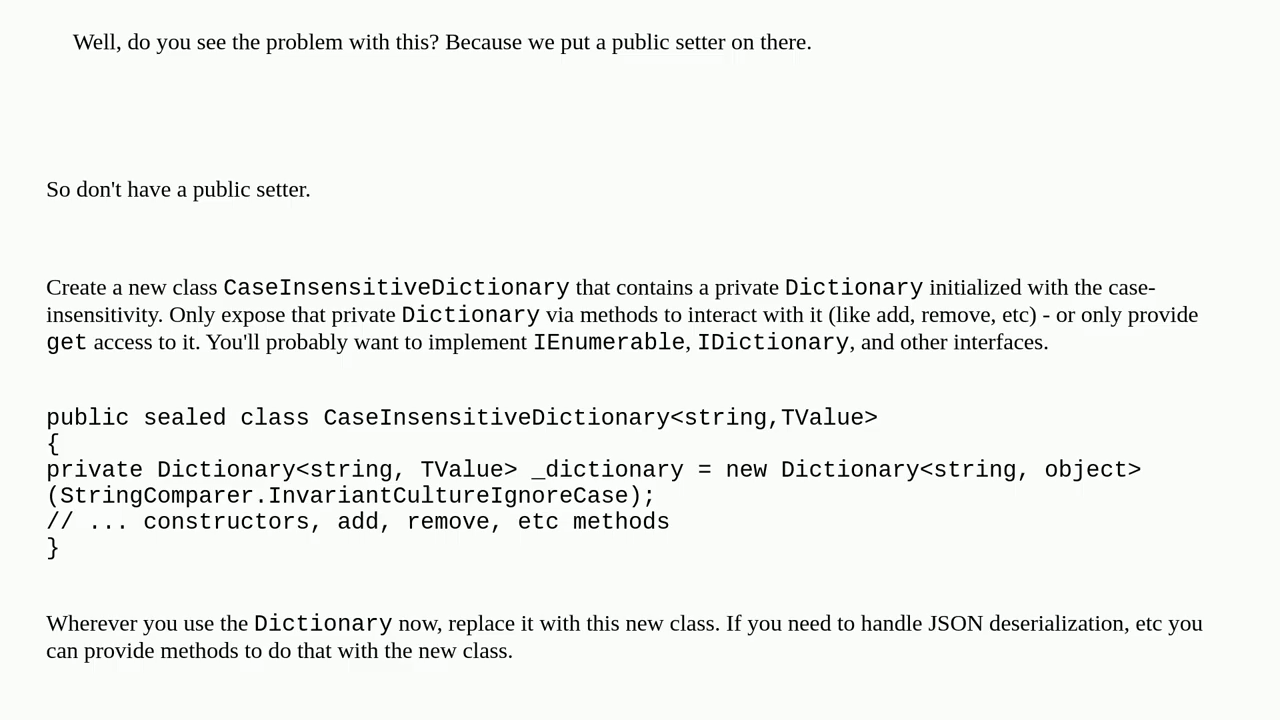 Well, do you see the problem with this? Because we put a public setter on there.
So don't have a public setter.
Create a new class CaseInsensitiveDictionary that contains a private Dictionary initialized with the case-
insensitivity. Only expose that private Dictionary via methods to interact with it (like add, remove, etc) - or only provide
get access to it. You'll probably want to implement IEnumerable, IDictionary, and other interfaces.
public sealed class CaseInsensitiveDictionary<string,TValue>
{
private Dictionary<string, TValue> _dictionary = new Dictionary<string, object>
(StringComparer.InvariantCultureIgnoreCase);
// ... constructors, add, remove, etc methods
}
Wherever you use the Dictionary now, replace it with this new class. If you need to handle JSON deserialization, etc you
can provide methods to do that with the new class.